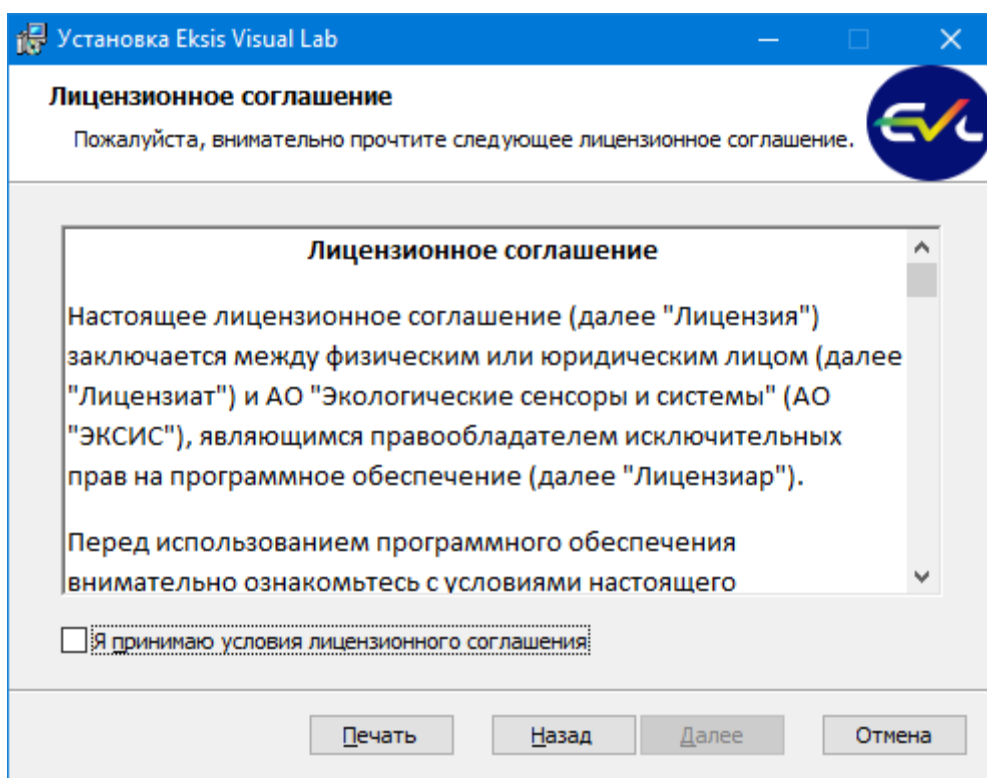 Установка Eksis Visual Lab
Лицензионное соглашение
Пожалуйста, внимательно прочтите следующее лицензионное соглашение.
EVL
Лицензионное соглашение
Настоящее лицензионное соглашение (далее "Лицензия")
заключается между физическим или юридическим лицом (далее
"Лицензиат") и АО "Экологические сенсоры и системы" (АО
"ЭКСИС"), являющимся правообладателем исключительных
прав на программное обеспечение (далее "Лицензиар").
Перед использованием программного обеспечения
внимательно ознакомьтесь с условиями настоящего
Я принимаю условия лицензионного соглашения
Печать
Назад
Далее
Отмена